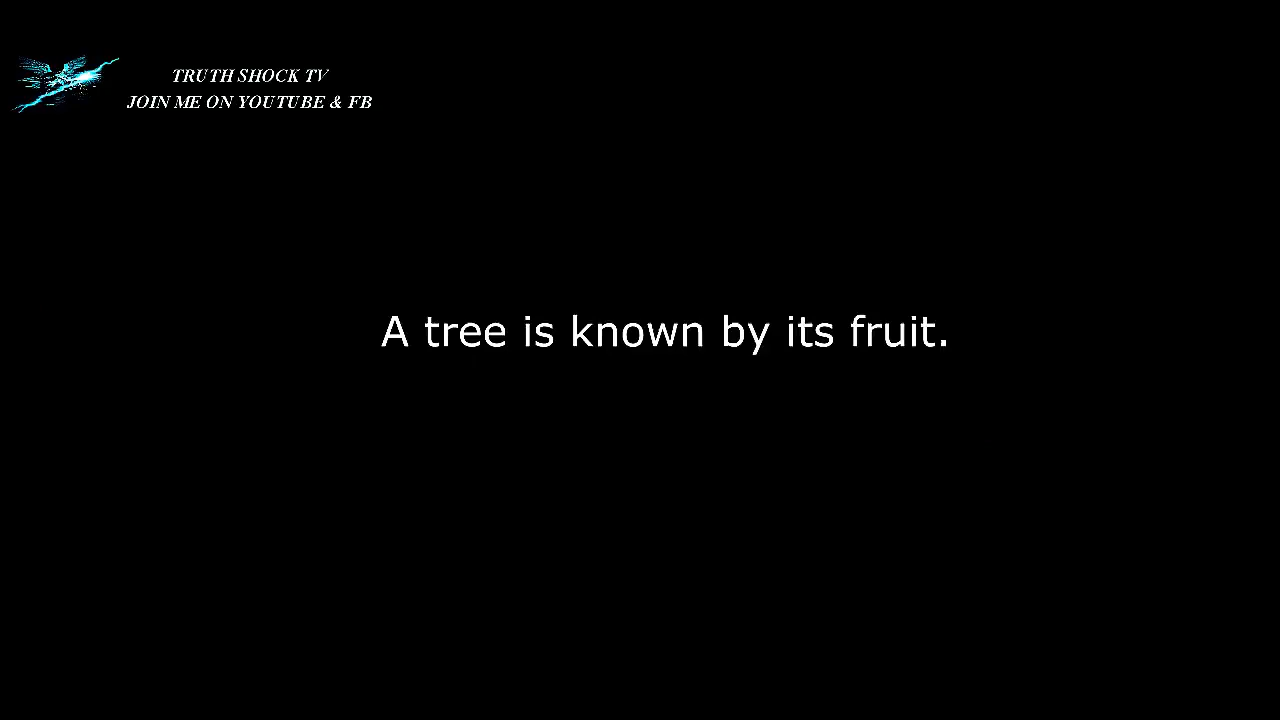 TRUTH SHOCK TV
JOIN ME ON YOUTUBE & FB
A tree is known by its fruit.